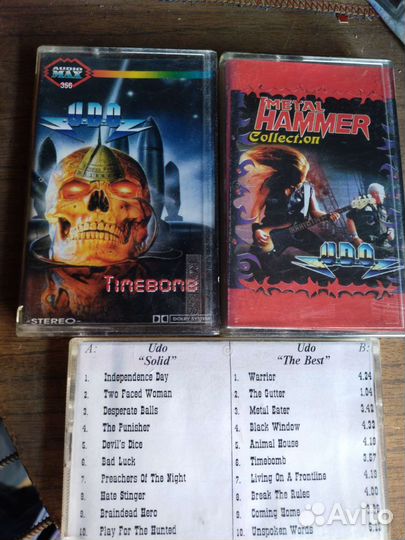 AUDIO
MAX
366
U.D.O.
TIMEBOMB
-STEREO-
DOLBY SYSTEM
METAL
HAMMER
Collection
U.D.O.
A: Udo Udo B:
"Solid" "The Best"
1. Independence Day 1. Warrior 4.24
2. Two Faced Woman 2. The Gutter 1.04
3. Desperate Balls 3. Metal Eater 3.42
4. The Punisher 4. Black Window 4.22
5. Devil's Dice 5. Animal House 4.18
6. Bad Luck 6. Timebomb 3.57
7. Preachers Of The Night 7. Living On A Frontline 4.18
8. Hate Stinger 8. Break The Rules 4.00
9. Braindead Hero 9. Coming Home
10. Play For The Hunted 10. Unspoken Words
Avito